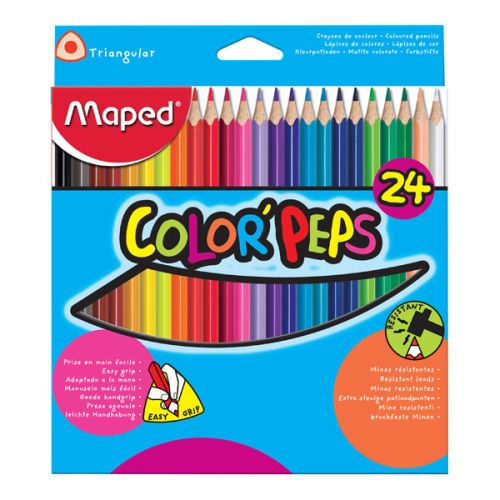 Triangular
Crayons de couleur • Coloured pencils
Lápices de colores • Lápis de cor
Kleurpotloden • Matite colorate • Farbstifte
Maped®
24
COLOR'PEPS
Prise en main facile •
Easy grip •
Adaptado a la mano •
Manuseio mais fácil •
Goede handgrip •
Presa agevole •
leichte Handhabung •
EASY GRIP
RESISTANT
• Mines résistantes
• Resistant leads
• Minas resistentes
• Extra stevige potloodpunten
• Mine resistenti
• bruchfeste Minen